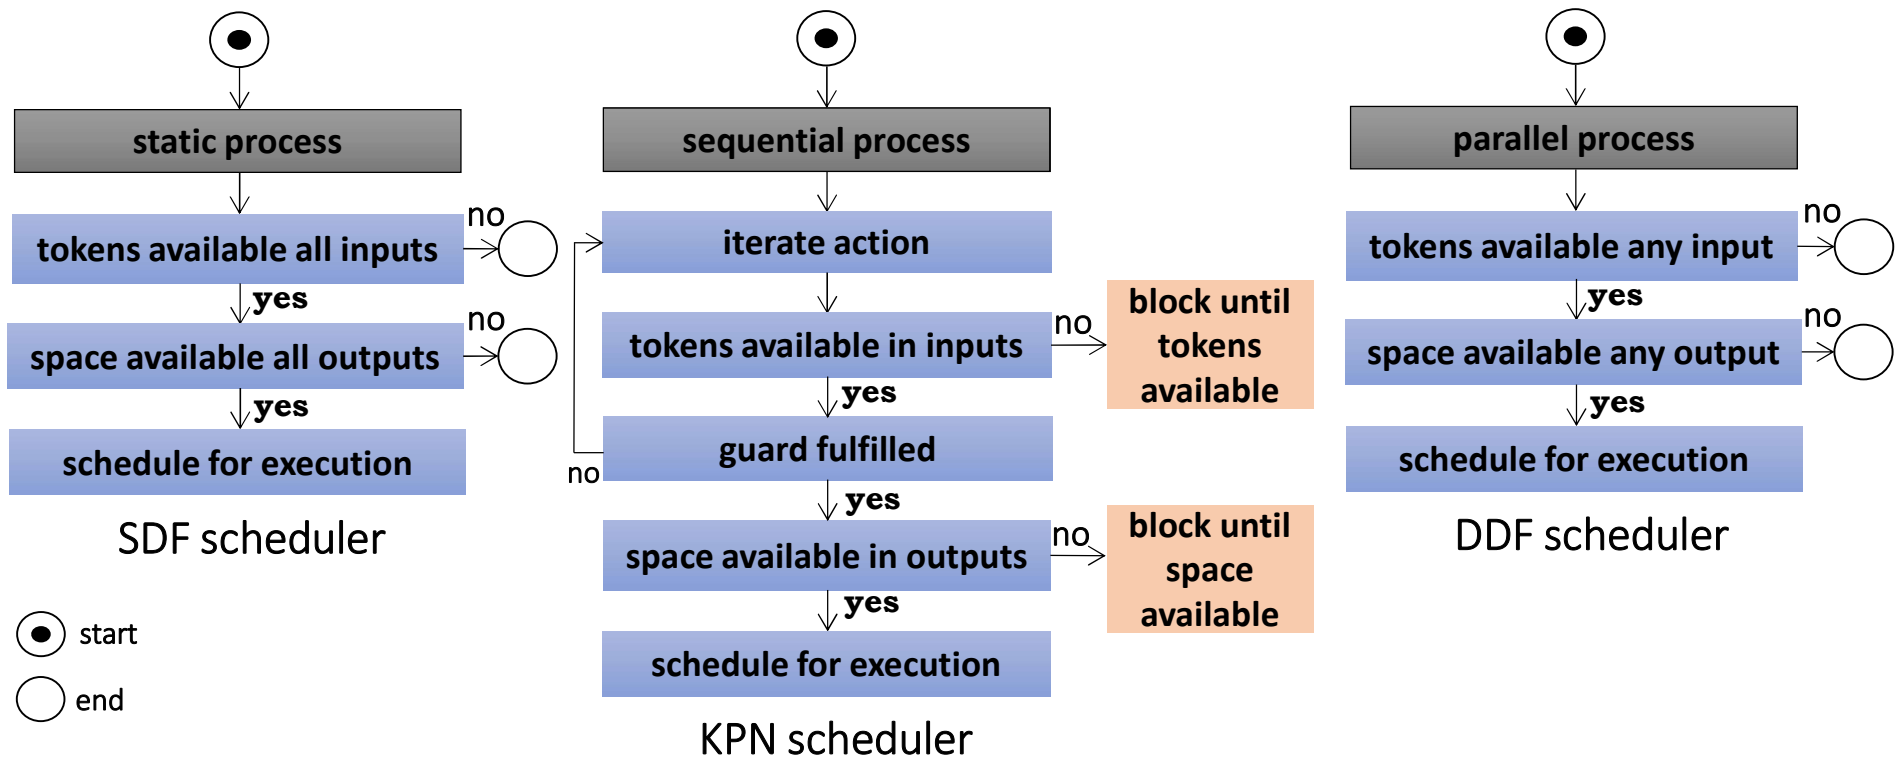 static process
no
tokens available all inputs
yes
no
space available all outputs
yes
schedule for execution
SDF scheduler
start
end
sequential process
iterate action
no
tokens available in inputs
block until
tokens
available
yes
guard fulfilled
no
yes
no
space available in outputs
block until
space
available
yes
schedule for execution
KPN scheduler
parallel process
no
tokens available any input
yes
no
space available any output
yes
schedule for execution
DDF scheduler